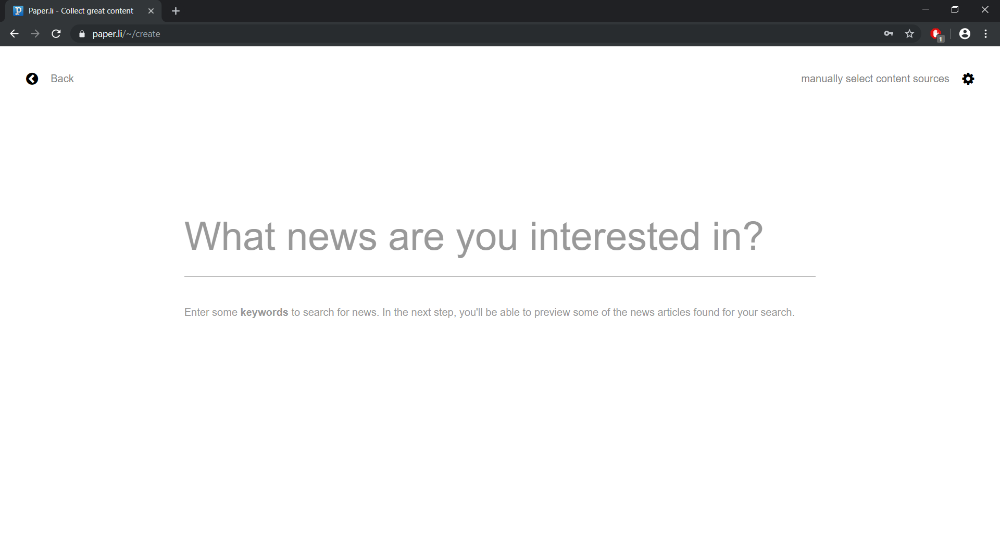 Paper.li - Collect great content
paper.li/~/create
1
Back
manually select content sources
What news are you interested in?
Enter some keywords to search for news. In the next step, you'll be able to preview some of the news articles found for your search.